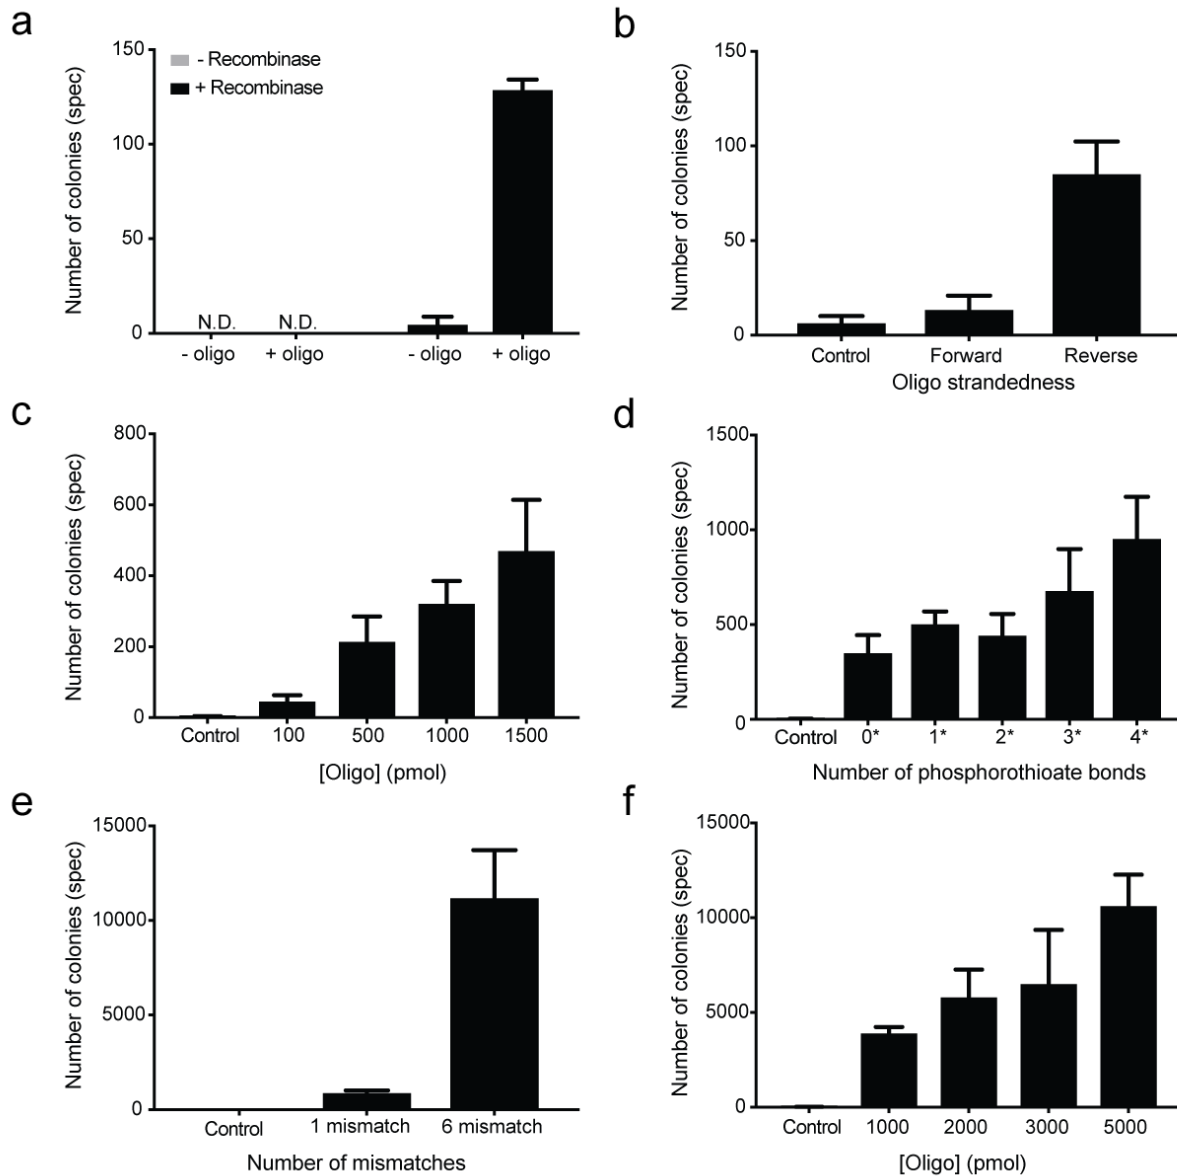 a
Number of colonies (spec)
150
100
50
0
- Recombinase
+ Recombinase
N.D.
N.D.
- oligo
+ oligo
- oligo
+ oligo
b
Number of colonies (spec)
150
100
50
0
Control
Forward
Reverse
Oligo strandedness
c
Number of colonies (spec)
800
600
400
200
0
Control
100
500
1000
1500
[Oligo] (pmol)
d
Number of colonies (spec)
1500
1000
500
0
Control
0*
1*
2*
3*
4*
Number of phosphorothioate bonds
e
Number of colonies (spec)
15000
10000
5000
0
Control
1 mismatch
6 mismatch
Number of mismatches
f
Number of colonies (spec)
15000
10000
5000
0
Control
1000
2000
3000
5000
[Oligo] (pmol)